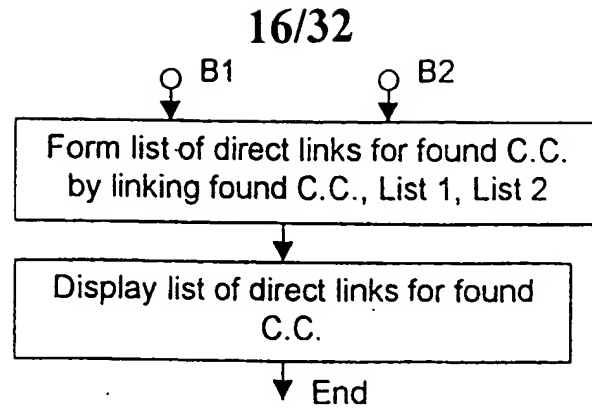 16/32
B1 B2
Form list of direct links for found C.C.
by linking found C.C., List 1, List 2
Display list of direct links for found
C.C.
End